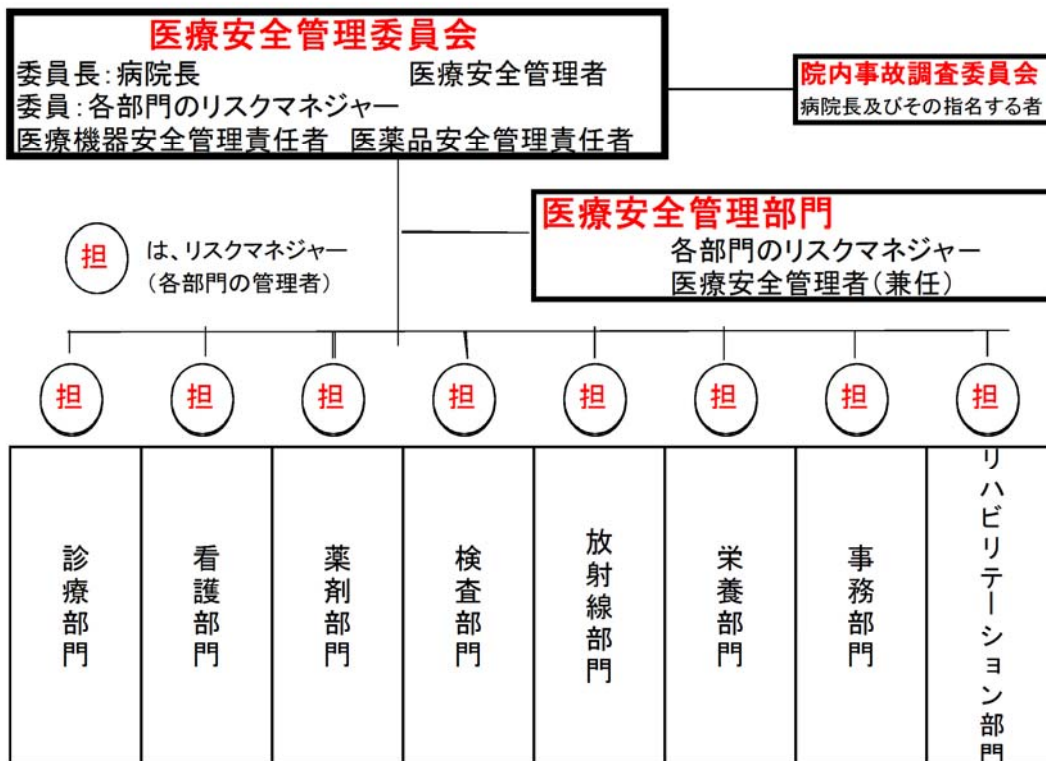 医療安全管理委員会
委員長:病院長 医療安全管理者
委員:各部門のリスクマネジャー
医療機器安全管理責任者 医薬品安全管理責任者
院内事故調査委員会
病院長及びその指名する者
医療安全管理部門
各部門のリスクマネジャー
医療安全管理者(兼任)
担 は、リスクマネジャー
(各部門の管理者)
担 担 担 担 担 担 担 担
診療部門
看護部門
薬剤部門
検査部門
放射線部門
栄養部門
事務部門
リハビリテーション部門